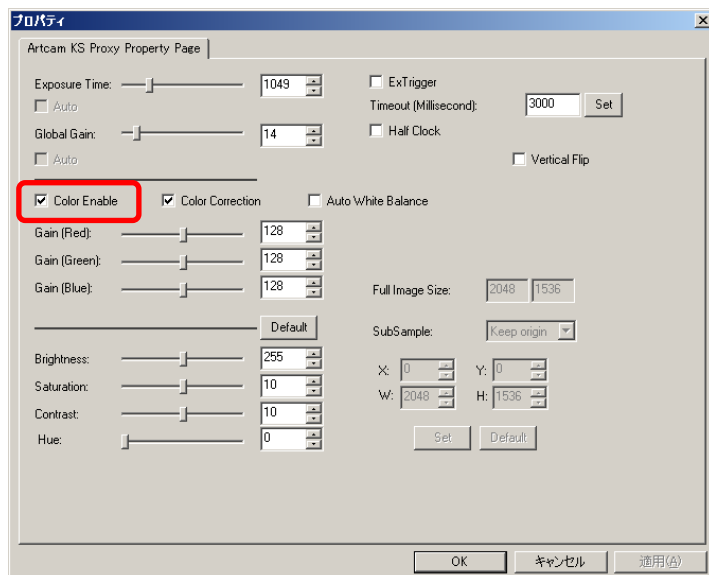 プロパティ
Artcam KS Proxy Property Page
Exposure Time: 1049
Auto
Global Gain: 14
Auto
ExTrigger
Timeout (Millisecond): 3000 Set
Half Clock
Vertical Flip
Color Enable Color Correction Auto White Balance
Gain (Red): 128
Gain (Green): 128
Gain (Blue): 128
Default
Brightness: 255
Saturation: 10
Contrast: 10
Hue: 0
Full Image Size: 2048 1536
SubSample: Keep origin
X: 0 Y: 0
W: 2048 H: 1536
Set Default
OK キャンセル 適用(A)